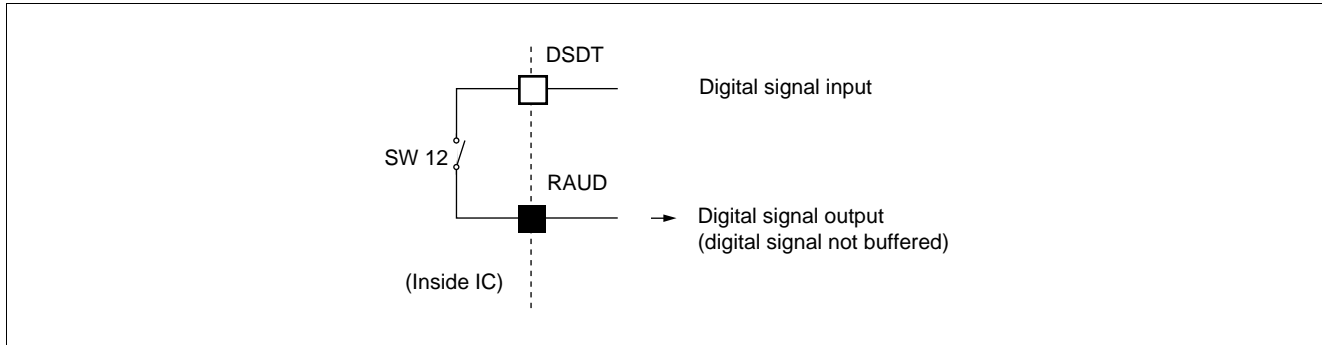 DSDT
Digital signal input
SW 12
RAUD
Digital signal output
(digital signal not buffered)
(Inside IC)